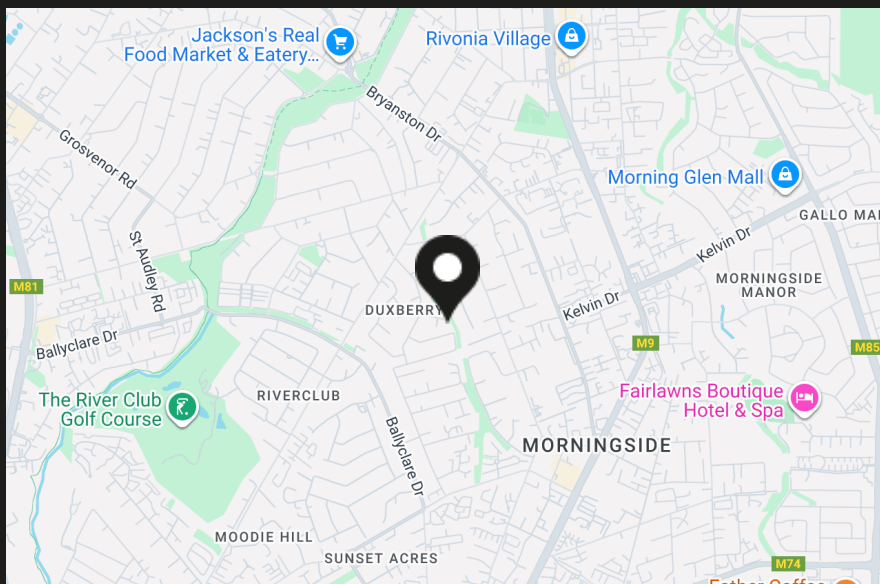 Jackson's Real
Food Market & Eatery...
Rivonia Village
Bryanston Dr
Grosvenor Rd
Morning Glen Mall
GALLO MA
Kelvin Dr
St Audley Rd
MORNINGSIDE
MANOR
M81
DUXBERRY
Kelvin Dr
Ballyclare Dr
M9
M85
The River Club
Golf Course
RIVERCLUB
Fairlawns Boutique
Hotel & Spa
Ballyclare Dr
MORNINGSIDE
MOODIE HILL
SUNSET ACRES
M74